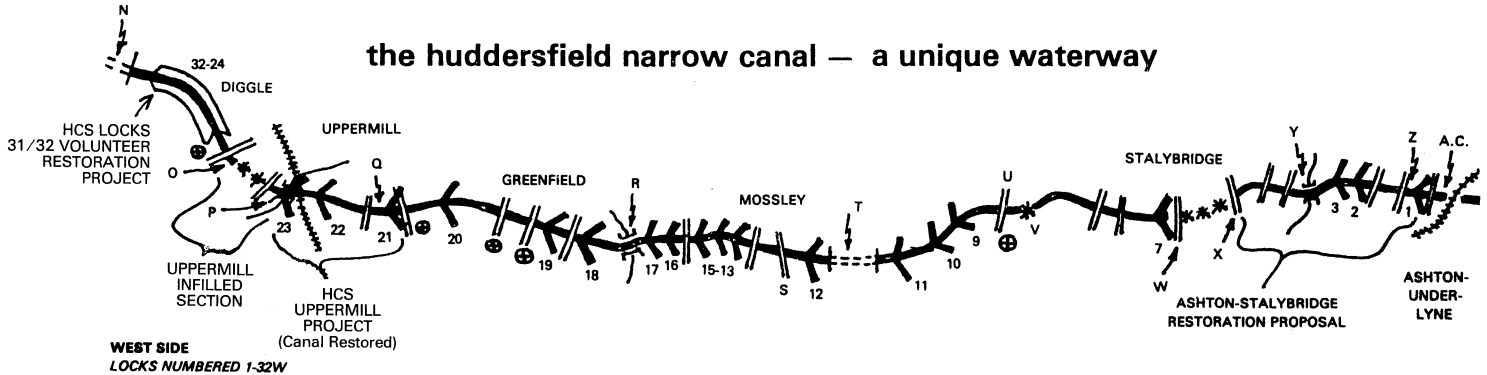 the huddersfield narrow canal — a unique waterway
N
32-24
DIGGLE
HCS LOCKS
31/32 VOLUNTEER
RESTORATION
PROJECT
O
P
UPPERMILL
INFILLED
SECTION
UPPERMILL
23
22
Q
21
20
HCS
UPPERMILL
PROJECT
(Canal Restored)
GREENFIELD
19
18
R
17
16
15-13
MOSSLEY
S
12
T
11
10
9
U
V
STALYBRIDGE
7
W
X
Y
3
2
Z
1
A.C.
ASHTON-STALYBRIDGE
RESTORATION PROPOSAL
ASHTON-
UNDER-
LYNE
WEST SIDE
LOCKS NUMBERED 1-32W